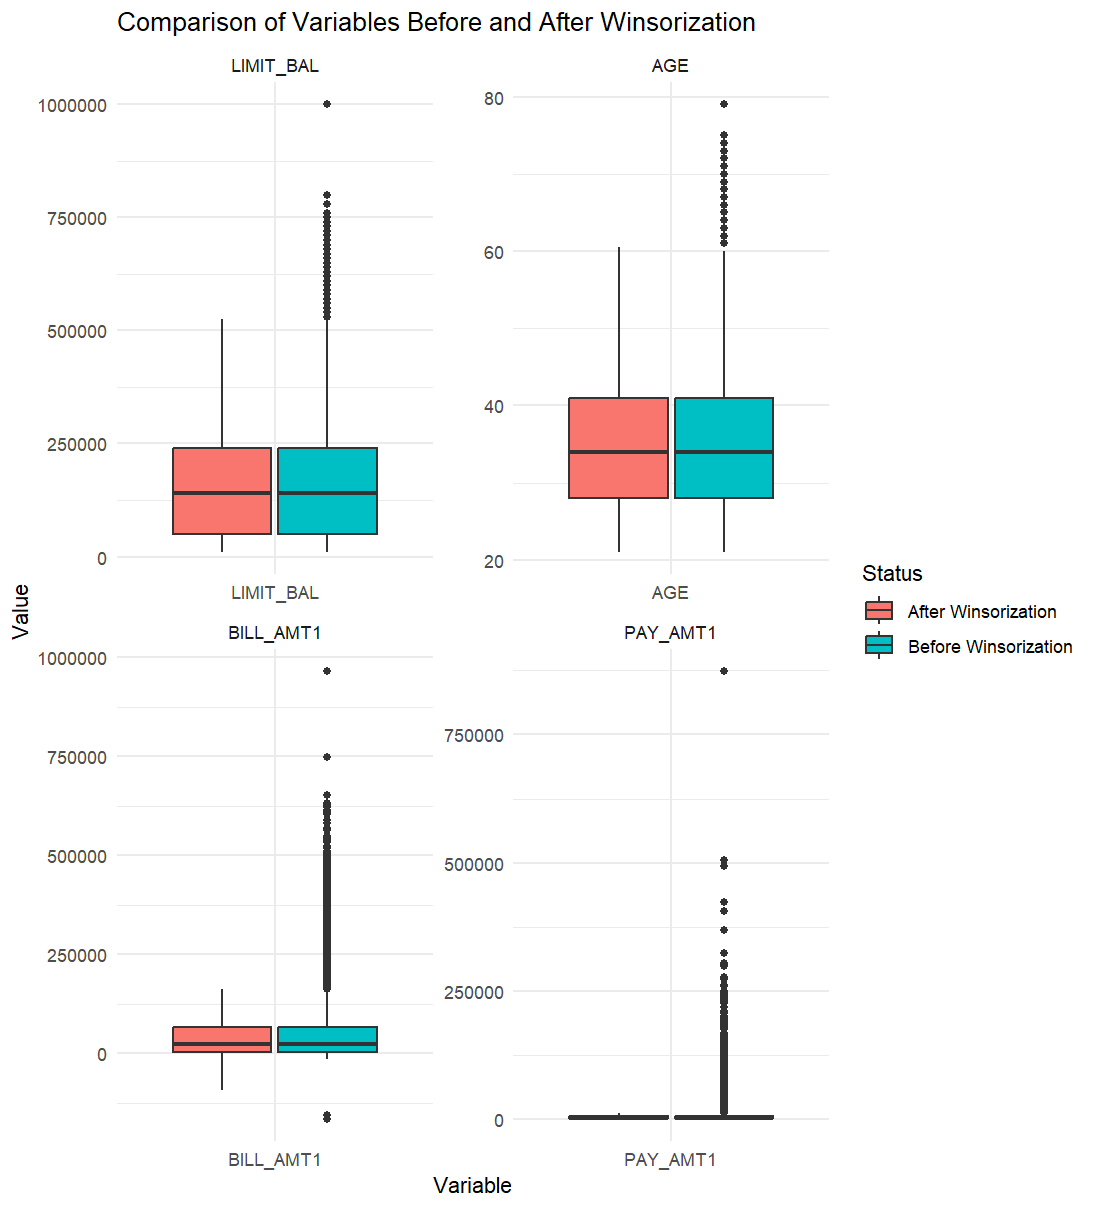 Comparison of Variables Before and After Winsorization
LIMIT_BAL
1000000
750000
500000
250000
0
LIMIT_BAL
AGE
80
60
40
20
AGE
BILL_AMT1
1000000
750000
500000
250000
0
BILL_AMT1
PAY_AMT1
750000
500000
250000
0
PAY_AMT1
Value
Variable
Status
After Winsorization
Before Winsorization